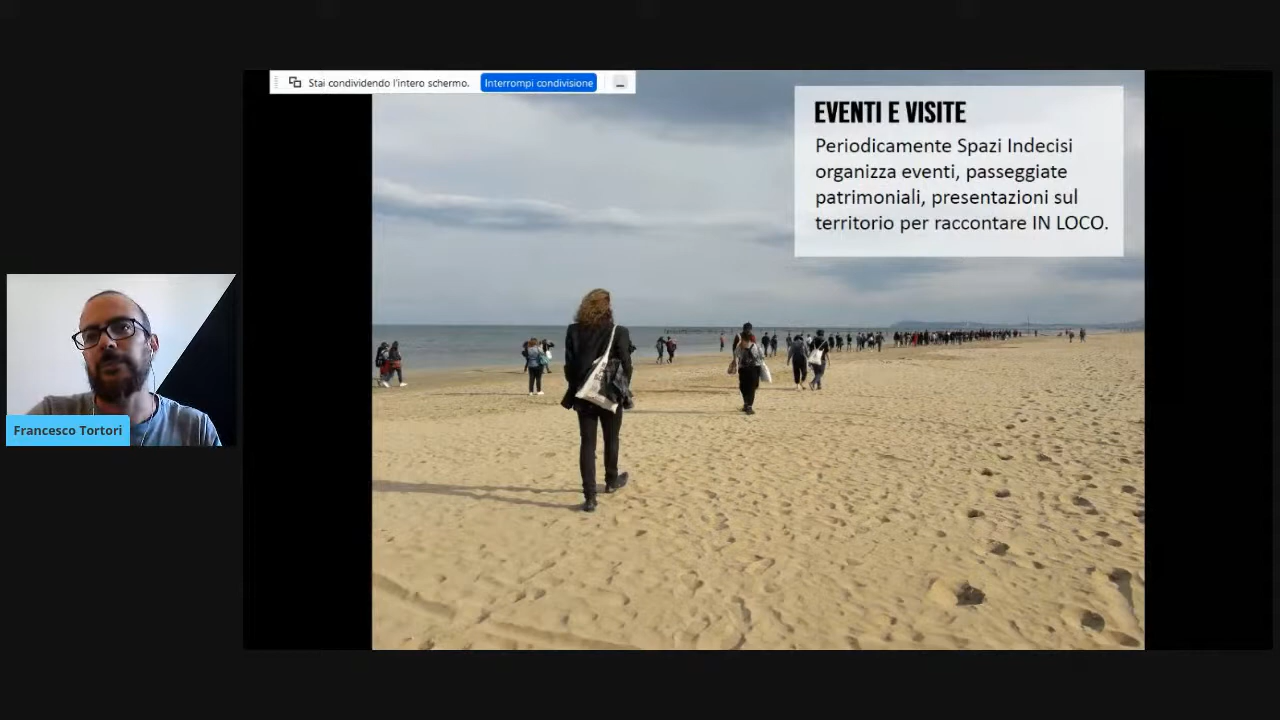 Stai condividendo l'intero schermo. Interrompi condivisione
EVENTI E VISITE
Periodicamente Spazi Indecisi
organizza eventi, passeggiate
patrimoniali, presentazioni sul
territorio per raccontare IN LOCO.
Francesco Tortori